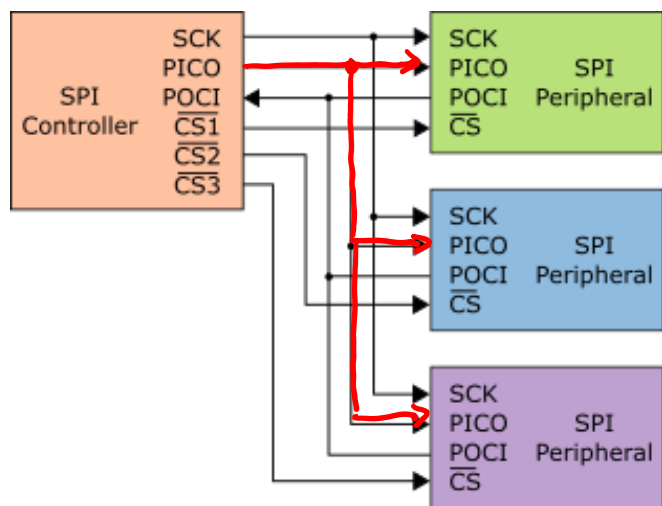 SCK
PICO
SPI POCI
Controller CS1
CS2
CS3
SCK
PICO SPI
POCI Peripheral
CS
SCK
PICO SPI
POCI Peripheral
CS
SCK
PICO SPI
POCI Peripheral
CS